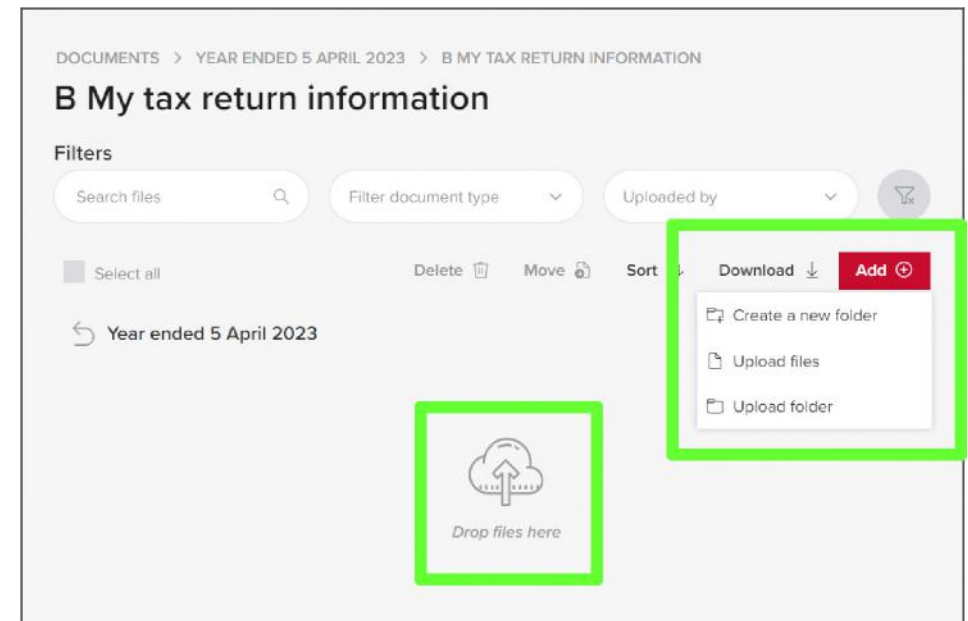 DOCUMENTS > YEAR ENDED 5 APRIL 2023 > B MY TAX RETURN INFORMATION
B My tax return information
Filters
Search files Filter document type Uploaded by
Select all Delete Move Sort Download Add
Create a new folder
Year ended 5 April 2023
Upload files
Upload folder
Drop files here